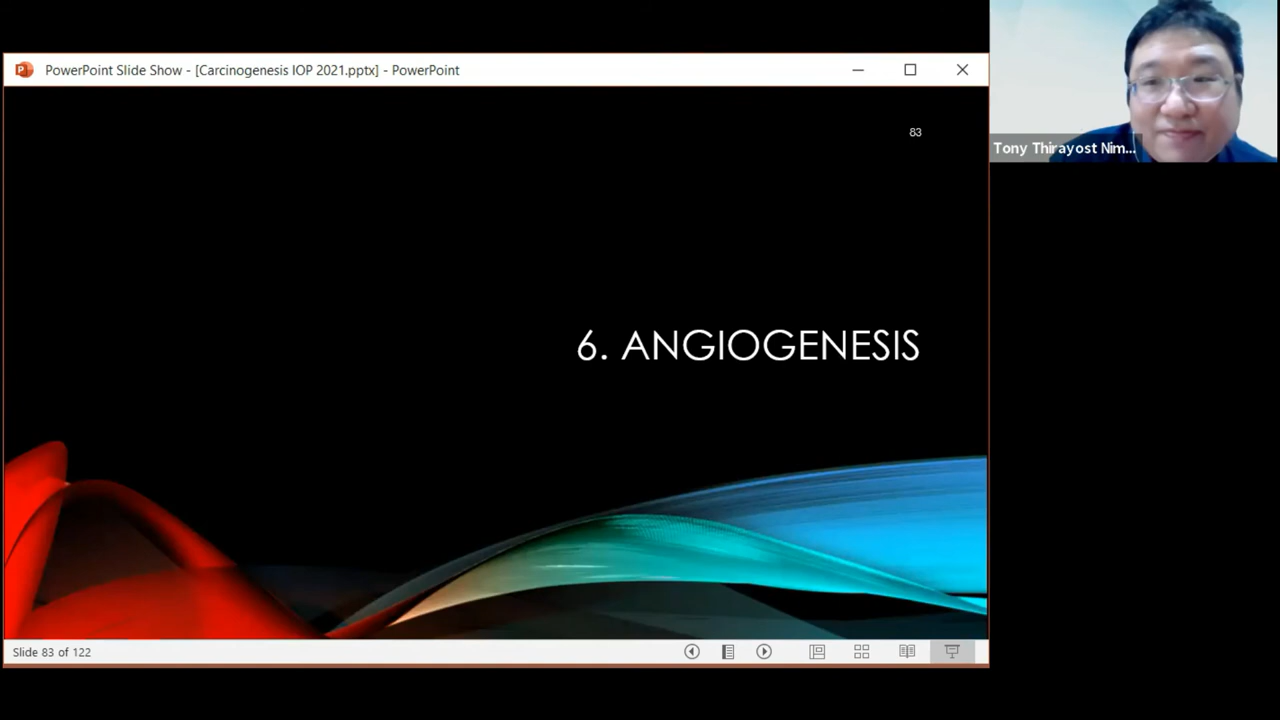 PowerPoint Slide Show - [Carcinogenesis IOP 2021.pptx] - PowerPoint
Tony Thirayost Nim...
83
6. ANGIOGENESIS
Slide 83 of 122